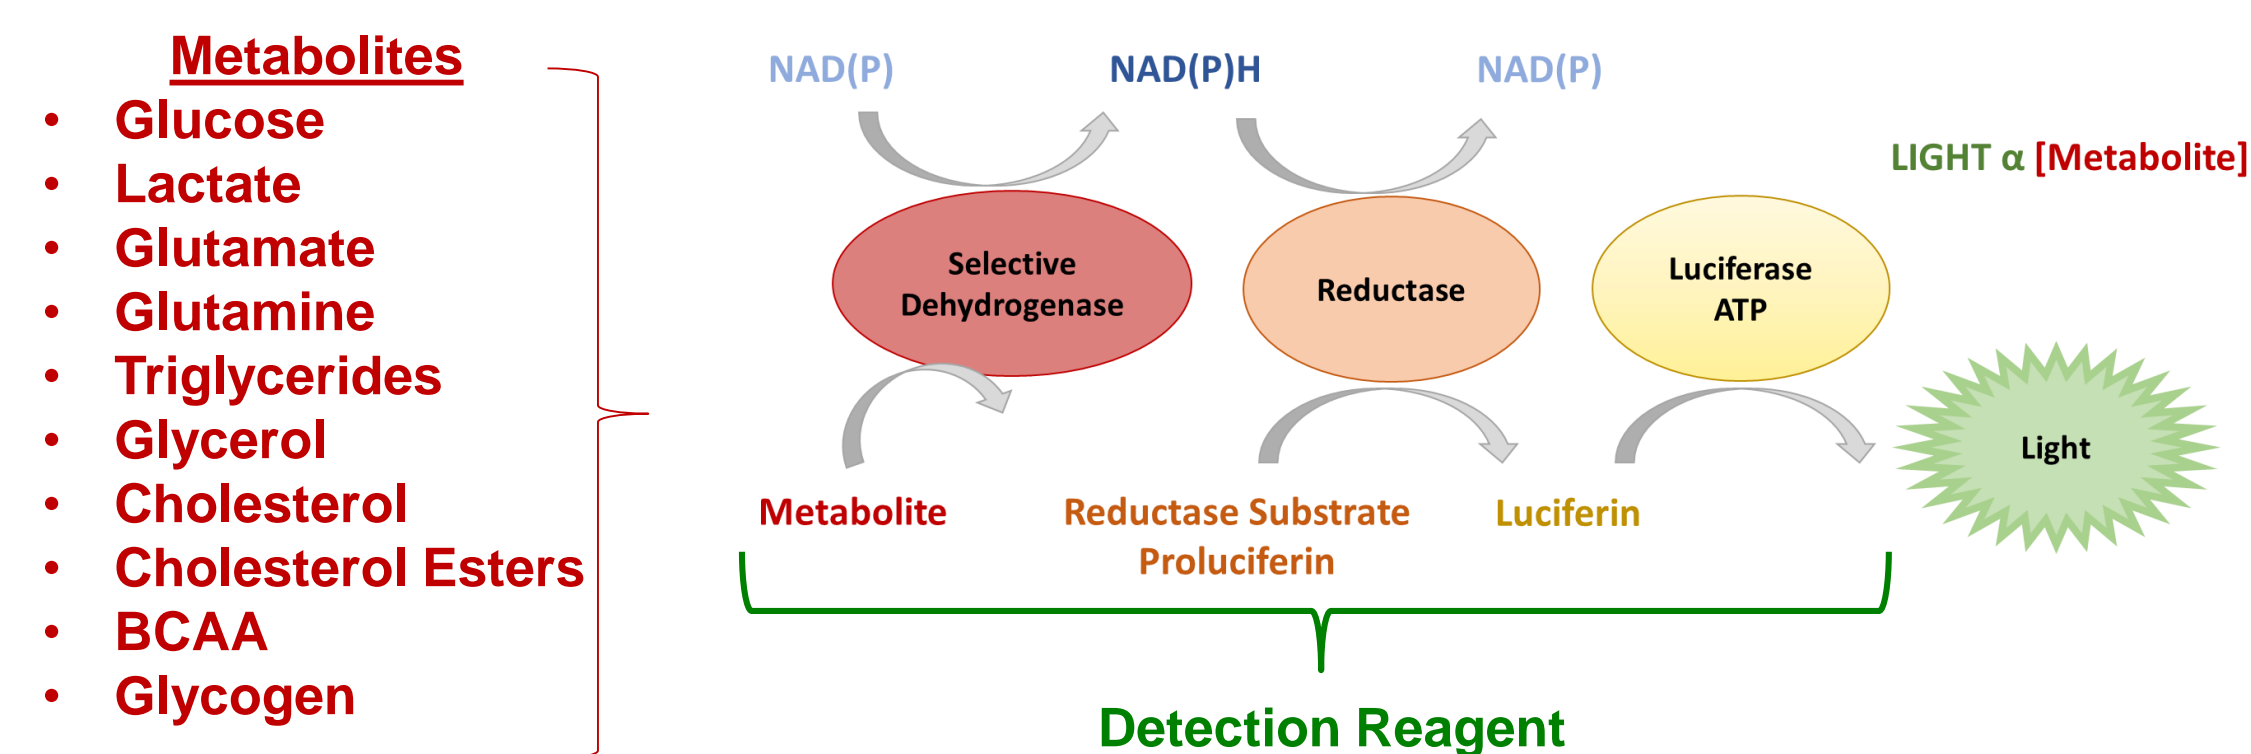 Metabolites
• Glucose
• Lactate
• Glutamate
• Glutamine
• Triglycerides
• Glycerol
• Cholesterol
• Cholesterol Esters
• BCAA
• Glycogen
NAD(P)
NAD(P)H
NAD(P)
LIGHT α [Metabolite]
Selective
Dehydrogenase
Reductase
Luciferase
ATP
Light
Metabolite
Reductase Substrate
Proluciferin
Luciferin
Detection Reagent